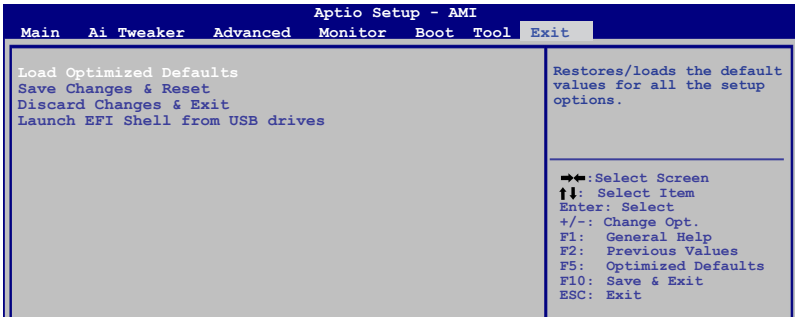 Aptio Setup - AMI
Main Ai Tweaker Advanced Monitor Boot Tool Exit
Load Optimized Defaults
Save Changes & Reset
Discard Changes & Exit
Launch EFI Shell from USB drives
Restores/loads the default
values for all the setup
options.
→←:Select Screen
↑↓: Select Item
Enter: Select
+/-: Change Opt.
F1: General Help
F2: Previous Values
F5: Optimized Defaults
F10: Save & Exit
ESC: Exit